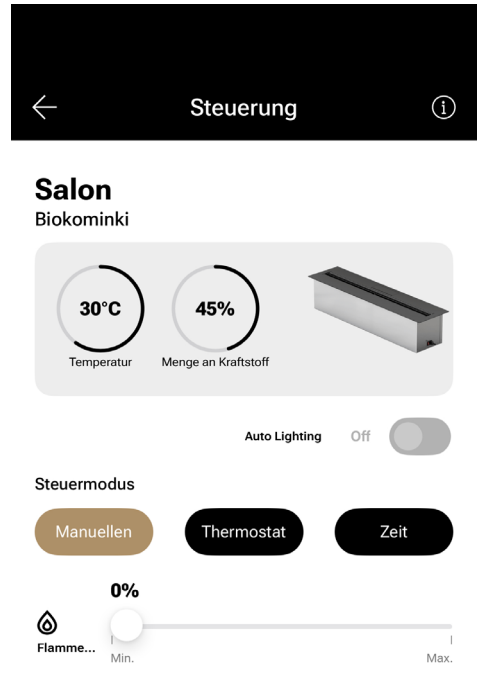 Steuerung
Salon
Biokominki
30°C
45%
Temperatur
Menge an Kraftstoff
Auto Lighting Off
Steuermodus
Manuellen Thermostat Zeit
0%
Flamme...
Min. Max.